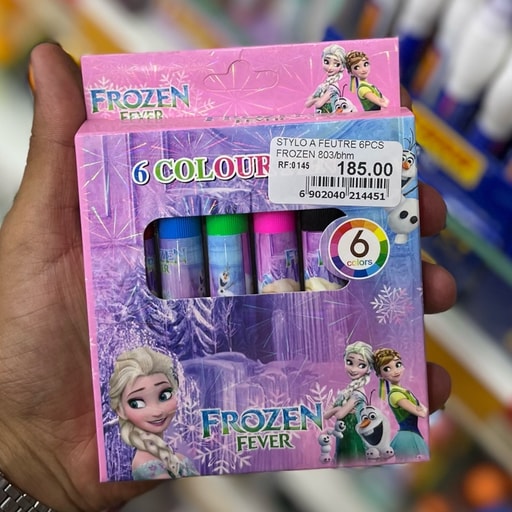 FROZEN
FEVER
6 COLOUR
STYLO A FEUTRE 6PCS
FROZEN 803/bhm
RF:0145
185.00
6 902040 214451
6
colors
FROZEN
FEVER